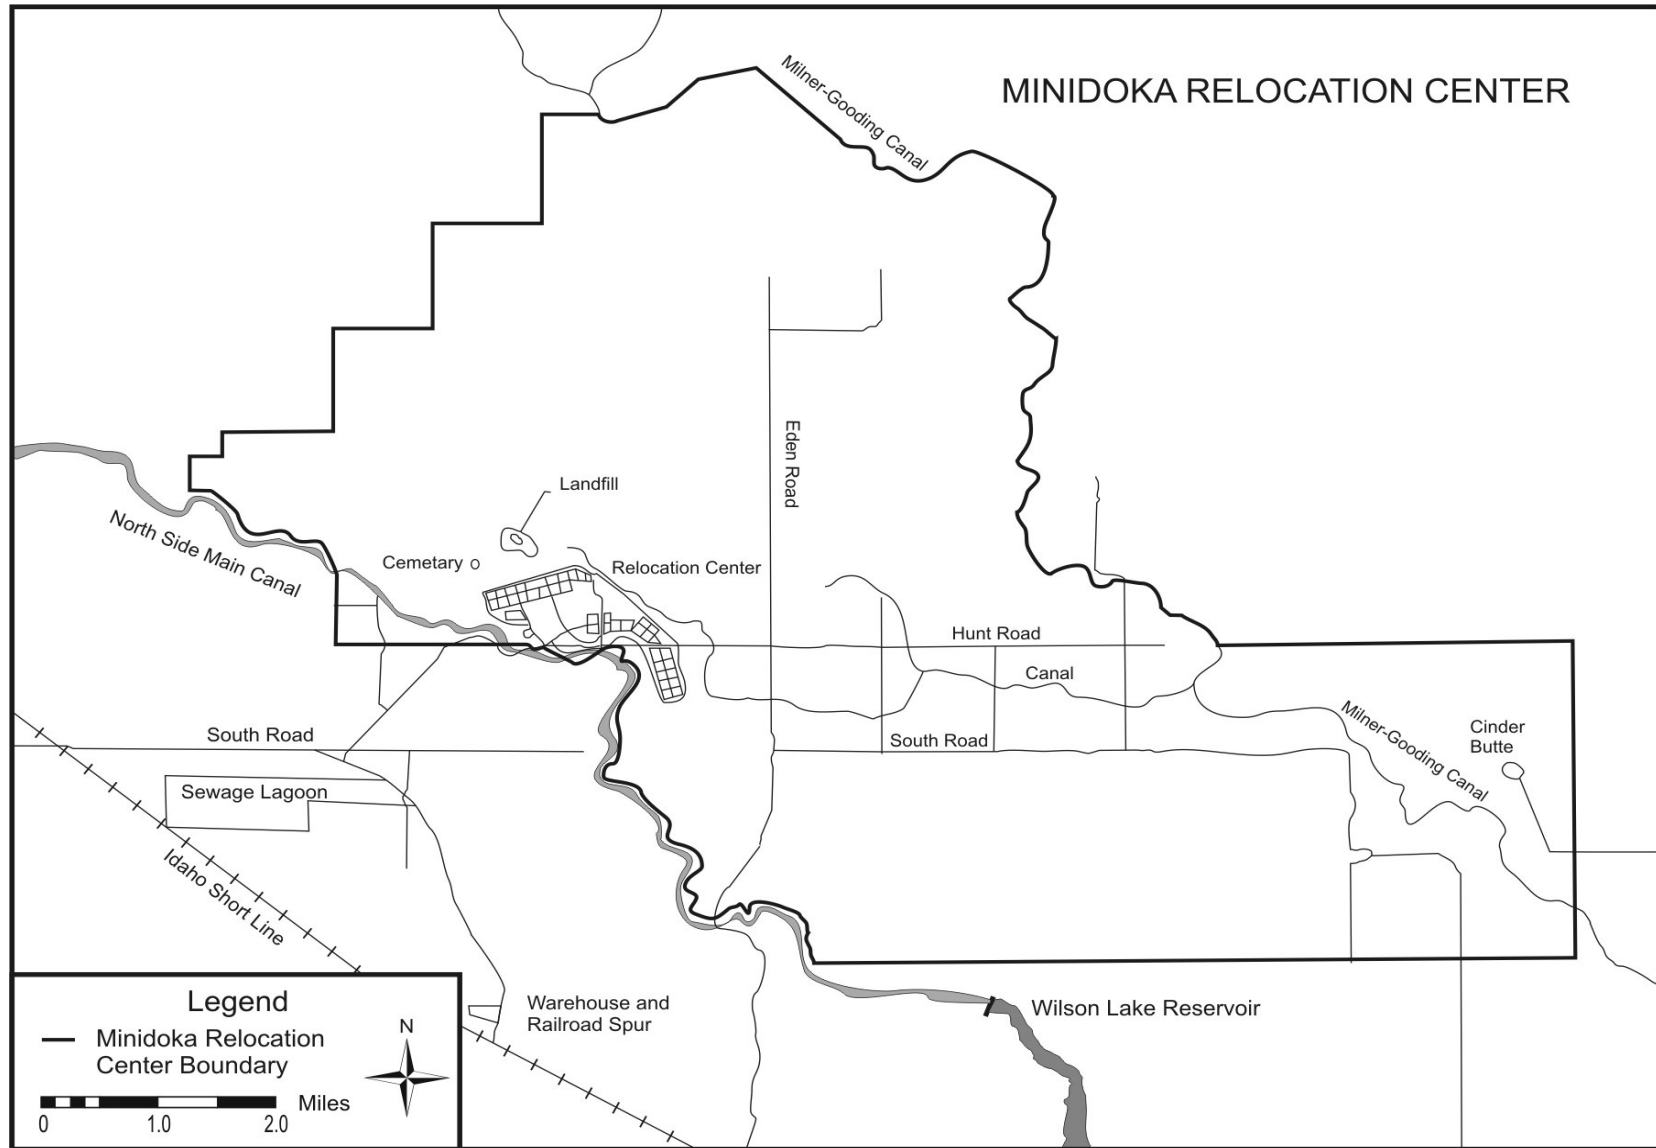 MINIDOKA RELOCATION CENTER
Milner-Gooding Canal
Eden Road
Landfill
North Side Main Canal
Cemetary
Relocation Center
Hunt Road
Canal
South Road
South Road
Milner-Gooding Canal
Cinder
Butte
Sewage Lagoon
Idaho Short Line
Warehouse and
Railroad Spur
Wilson Lake Reservoir
Legend
Minidoka Relocation
Center Boundary
N
Miles
0 1.0 2.0